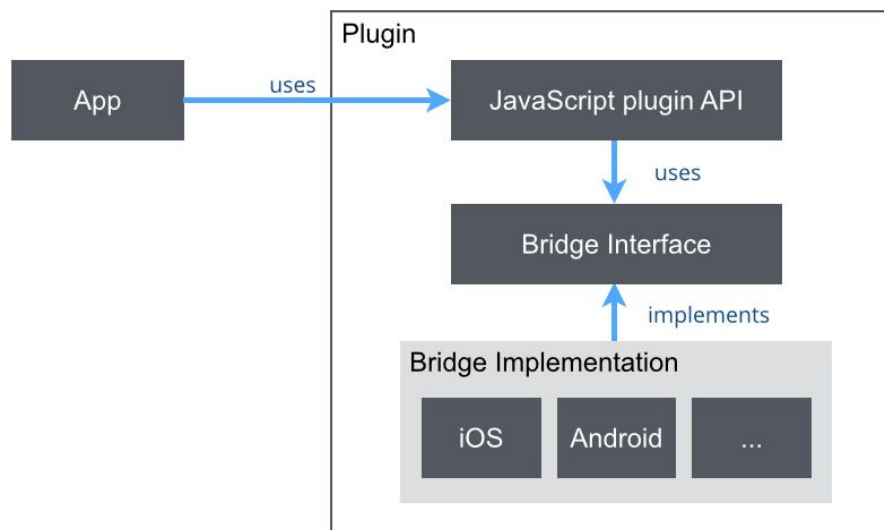 Plugin
App
uses
JavaScript plugin API
uses
Bridge Interface
implements
Bridge Implementation
iOS
Android
...